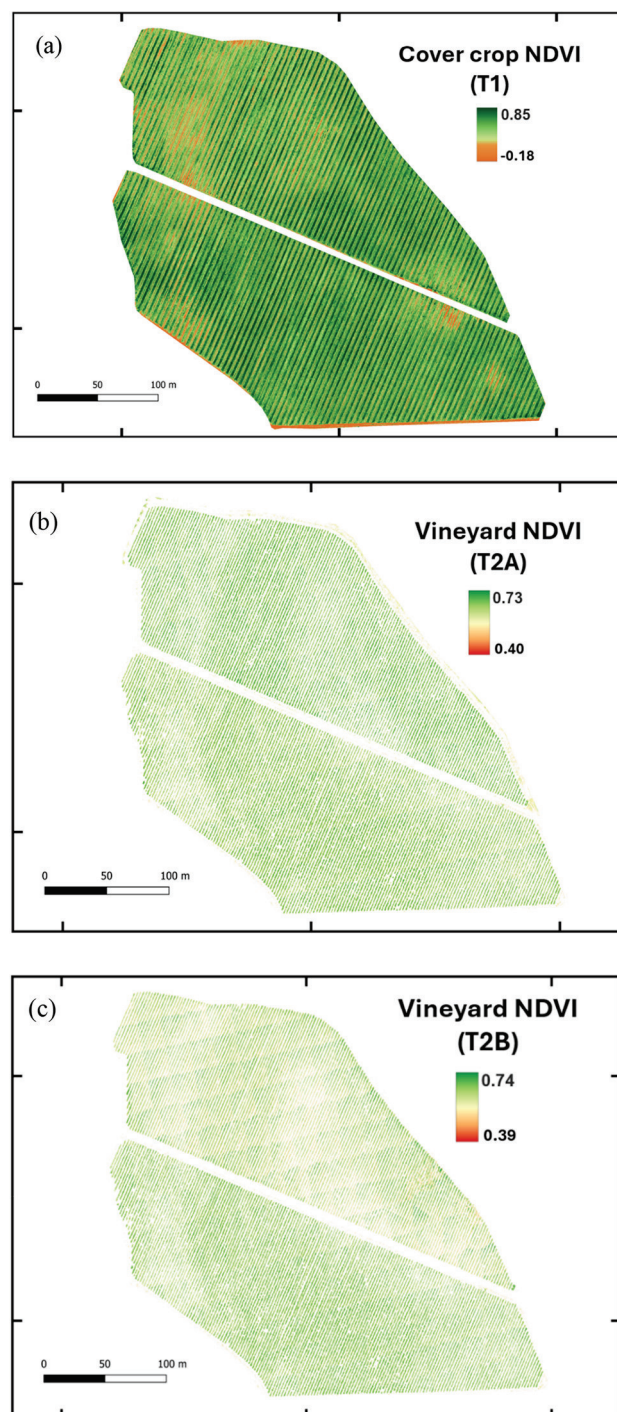 (a)
Cover crop NDVI
(T1)
0.85
-0.18
0 50 100 m
(b)
Vineyard NDVI
(T2A)
0.73
0.40
0 50 100 m
(c)
Vineyard NDVI
(T2B)
0.74
0.39
0 50 100 m